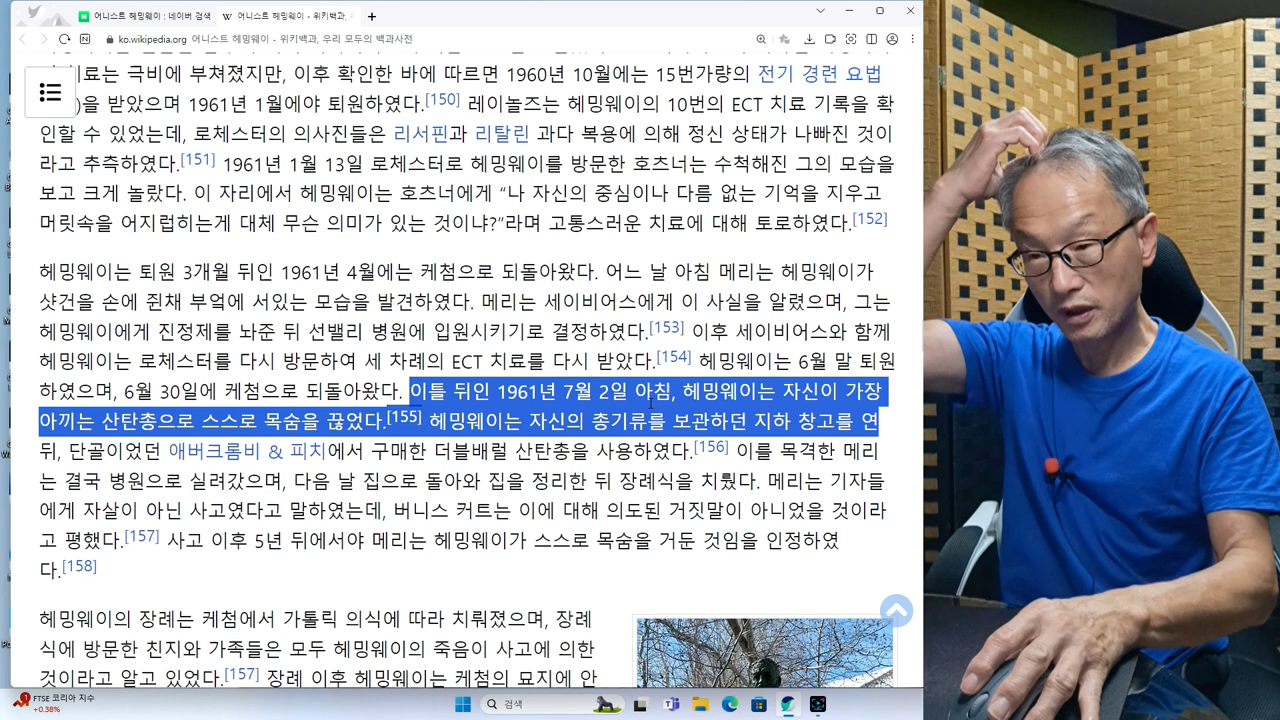 어니스트 헤밍웨이 : 네이버 검색
어니스트 헤밍웨이 - 위키백과,
ko.wikipedia.org 어니스트 헤밍웨이 - 위키백과, 우리 모두의 백과사전
료는 극비에 부쳐졌지만, 이후 확인한 바에 따르면 1960년 10월에는 15번가량의 전기 경련 요법
)을 받았으며 1961년 1월에야 퇴원하였다.[150] 레이놀즈는 헤밍웨이의 10번의 ECT 치료 기록을 확
인할 수 있었는데, 로체스터의 의사진들은 리서핀과 리탈린 과다 복용에 의해 정신 상태가 나빠진 것이
라고 추측하였다.[151] 1961년 1월 13일 로체스터로 헤밍웨이를 방문한 호츠너는 수척해진 그의 모습을
보고 크게 놀랐다. 이 자리에서 헤밍웨이는 호츠너에게 “나 자신의 중심이나 다름 없는 기억을 지우고
머릿속을 어지럽히는게 대체 무슨 의미가 있는 것이냐?”라며 고통스러운 치료에 대해 토로하였다.[152]
헤밍웨이는 퇴원 3개월 뒤인 1961년 4월에는 케첨으로 되돌아왔다. 어느 날 아침 메리는 헤밍웨이가
샷건을 손에 쥔채 부엌에 서있는 모습을 발견하였다. 메리는 세이비어스에게 이 사실을 알렸으며, 그는
헤밍웨이에게 진정제를 놔준 뒤 선밸리 병원에 입원시키기로 결정하였다.[153] 이후 세이비어스와 함께
헤밍웨이는 로체스터를 다시 방문하여 세 차례의 ECT 치료를 다시 받았다.[154] 헤밍웨이는 6월 말 퇴원
하였으며, 6월 30일에 케첨으로 되돌아왔다. 이틀 뒤인 1961년 7월 2일 아침, 헤밍웨이는 자신이 가장
아끼는 산탄총으로 스스로 목숨을 끊었다.[155] 헤밍웨이는 자신의 총기류를 보관하던 지하 창고를 연
뒤, 단골이었던 애버크롬비 & 피치에서 구매한 더블배럴 산탄총을 사용하였다.[156] 이를 목격한 메리
는 결국 병원으로 실려갔으며, 다음 날 집으로 돌아와 집을 정리한 뒤 장례식을 치뤘다. 메리는 기자들
에게 자살이 아닌 사고였다고 말하였는데, 버니스 커트는 이에 대해 의도된 거짓말이 아니었을 것이라
고 평했다.[157] 사고 이후 5년 뒤에서야 메리는 헤밍웨이가 스스로 목숨을 거둔 것임을 인정하였
다.[158]
헤밍웨이의 장례는 케첨에서 가톨릭 의식에 따라 치뤄졌으며, 장례
식에 방문한 친지와 가족들은 모두 헤밍웨이의 죽음이 사고에 의한
것이라고 알고 있었다.[157] 장례 이후 헤밍웨이는 케첨의 묘지에 안
FTSE 코리아 지수
+0.38%
검색